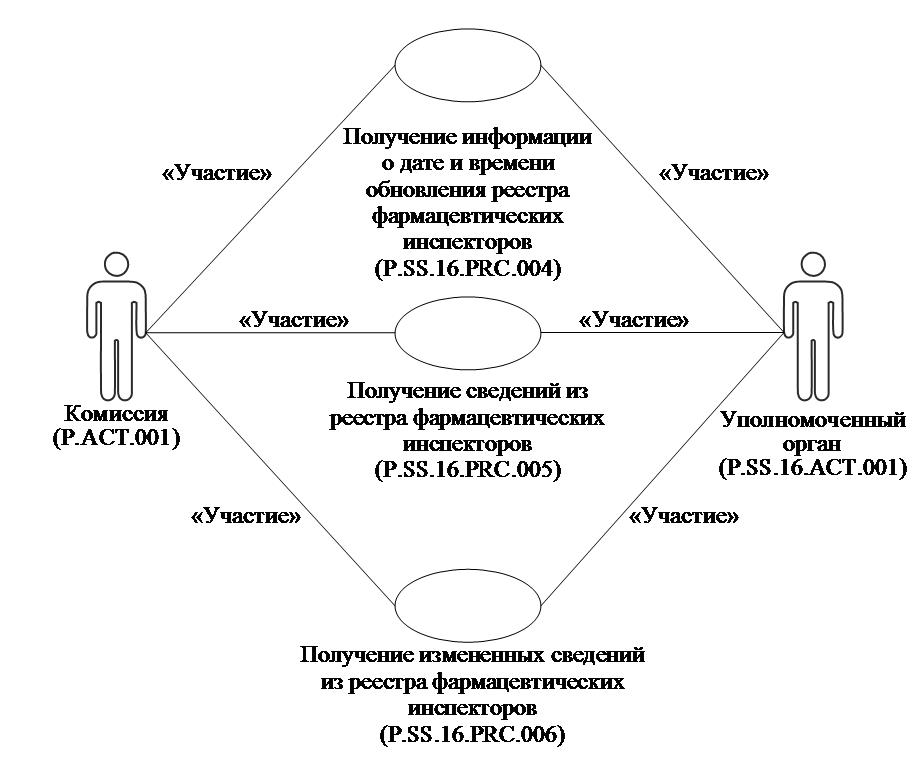 Получение информации
о дате и времени
обновления реестра
фармацевтических
инспекторов
(P.SS.16.PRC.004)
«Участие»
«Участие»
«Участие»
«Участие»
Комиссия
(P.ACT.001)
Получение сведений из
реестра фармацевтических
инспекторов
(P.SS.16.PRC.005)
Уполномоченный
орган
(P.SS.16.ACT.001)
«Участие»
«Участие»
Получение измененных сведений
из реестра фармацевтических
инспекторов
(P.SS.16.PRC.006)